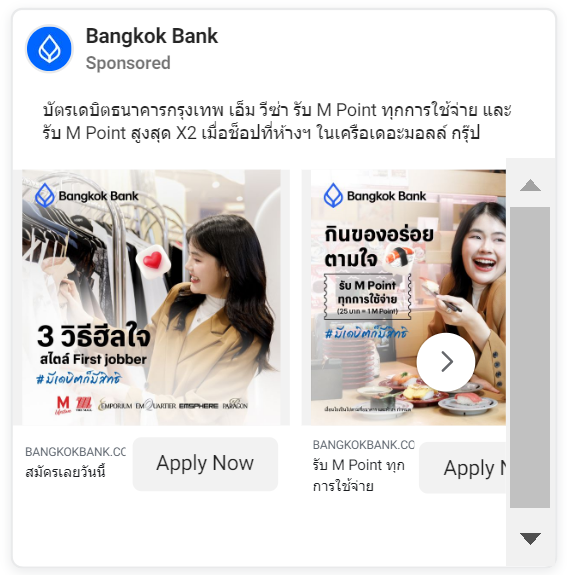 Bangkok Bank
Sponsored
บัตรเดบิตธนาคารกรุงเทพ เอ็ม วีซ่า รับ M Point ทุกการใช้จ่าย และ
รับ M Point สูงสุด X2 เมื่อช็อปที่ห้างฯ ในเครือเดอะมอลล์ กรุ๊ป
Bangkok Bank
3 วิธีฮีลใจ
สไตล์ First jobber
#มีเดบิตก็มีสิทธิ
M THE MALL EMPORIUM EMQUARTIER EMSPHERE PARAGON
BANGKOKBANK.CC
สมัครเลยวันนี้
Apply Now
Bangkok Bank
กินของอร่อย
ตามใจ
รับ M Point
ทุกการใช้จ่าย
(25 บาท = 1 M Point)
#มีเดบิตก็มีสิทธิ
BANGKOKBANK.CC
รับ M Point ทุก
การใช้จ่าย
Apply N